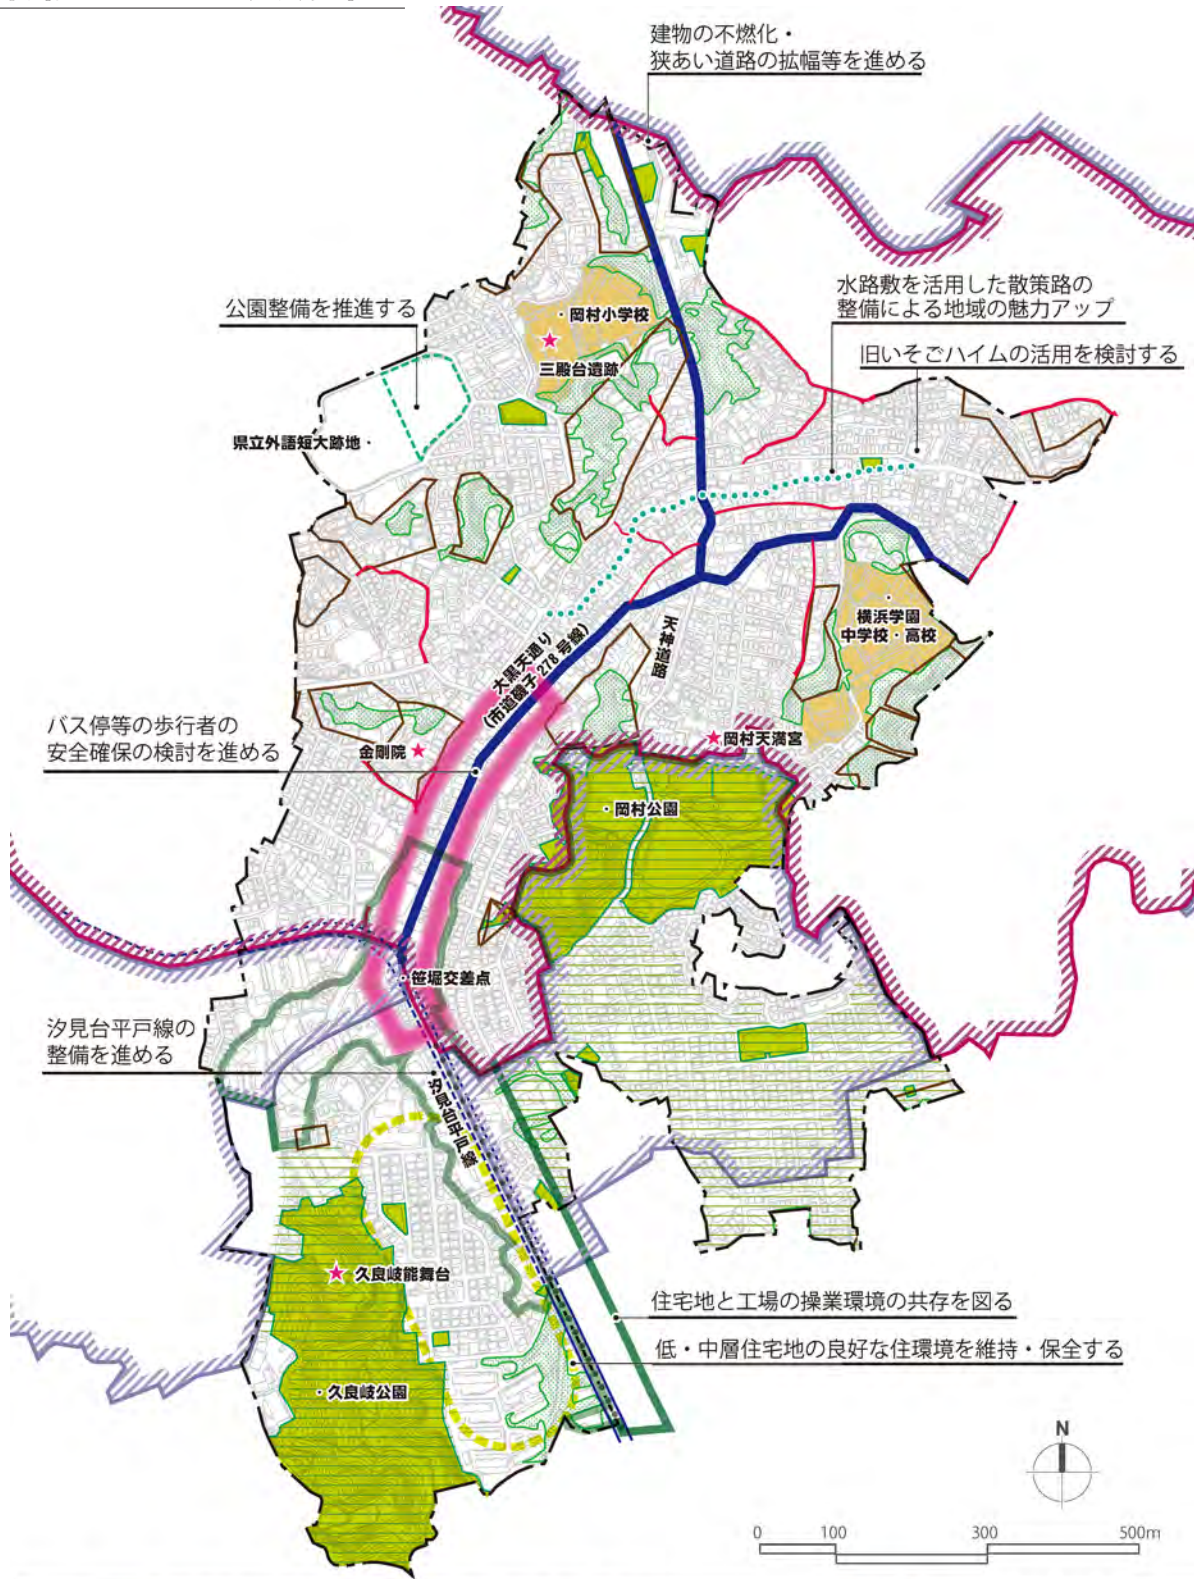 建物の不燃化・
狭あい道路の拡幅等を進める
水路敷を活用した散策路の
整備による地域の魅力アップ
公園整備を推進する
・岡村小学校
旧いそごハイムの活用を検討する
三殿台遺跡
県立外語短大跡地・
横浜学園
中学校・高校
天神道路
大黒天通り
(市道磯子 278 号線)
バス停等の歩行者の
安全確保の検討を進める
金剛院
岡村天満宮
・岡村公園
・笹堀交差点
汐見台平戸線の
整備を進める
汐見台平戸線
久良岐能舞台
住宅地と工場の操業環境の共存を図る
低・中層住宅地の良好な住環境を維持・保全する
・久良岐公園
N
0 100 300 500m